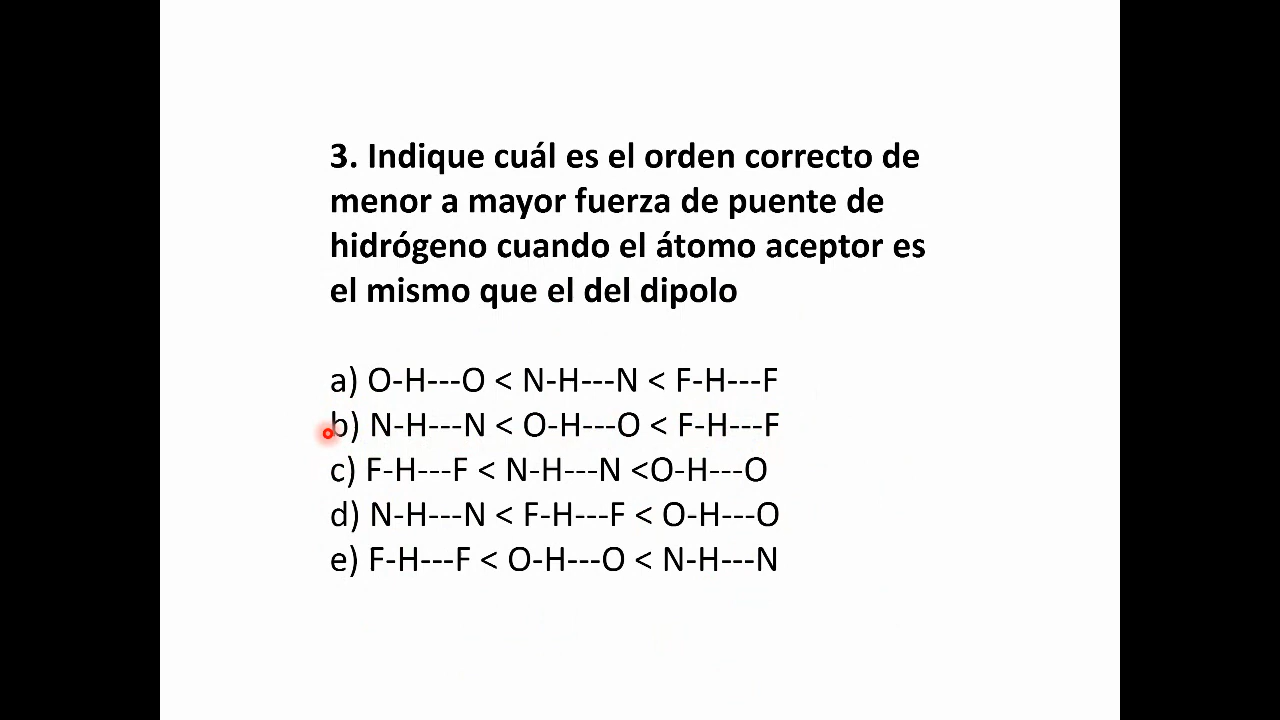 3. Indique cuál es el orden correcto de
menor a mayor fuerza de puente de
hidrógeno cuando el átomo aceptor es
el mismo que el del dipolo
a) O-H---O < N-H---N < F-H---F
b) N-H---N < O-H---O < F-H---F
c) F-H---F < N-H---N <O-H---O
d) N-H---N < F-H---F < O-H---O
e) F-H---F < O-H---O < N-H---N